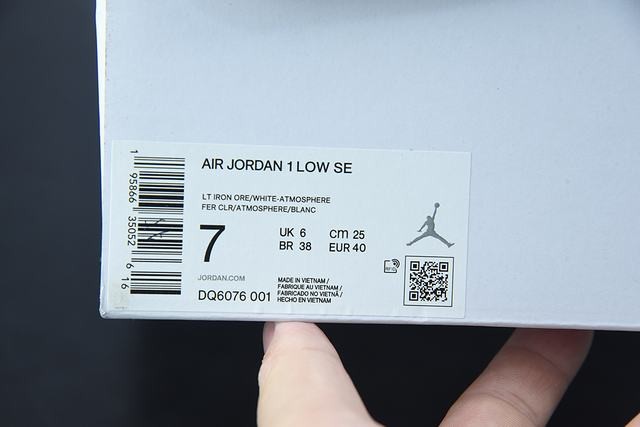 AIR JORDAN 1 LOW SE
LT IRON ORE/WHITE-ATMOSPHERE
FER CLR/ATMOSPHERE/BLANC
7
UK 6 cm 25
BR 38 EUR 40
RFID
JORDAN.COM
DQ6076 001
MADE IN VIETNAM /
FABRIQUE AU VIETNAM /
FABRICADO NO VIETNÃ /
HECHO EN VIETNAM
1 95866 35052 6 16